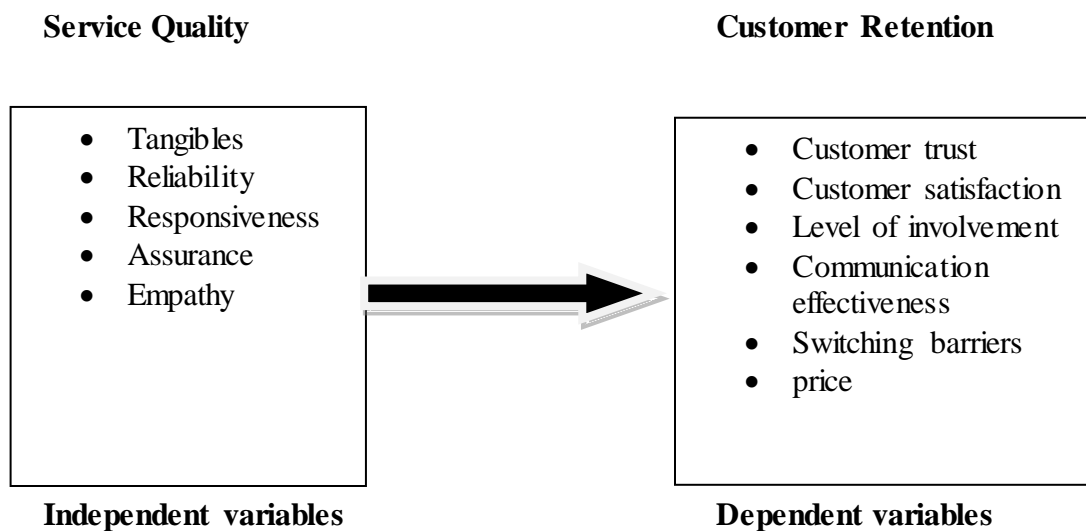 Service Quality
Customer Retention
• Tangibles
• Reliability
• Responsiveness
• Assurance
• Empathy
• Customer trust
• Customer satisfaction
• Level of involvement
• Communication
effectiveness
• Switching barriers
• price
Independent variables
Dependent variables